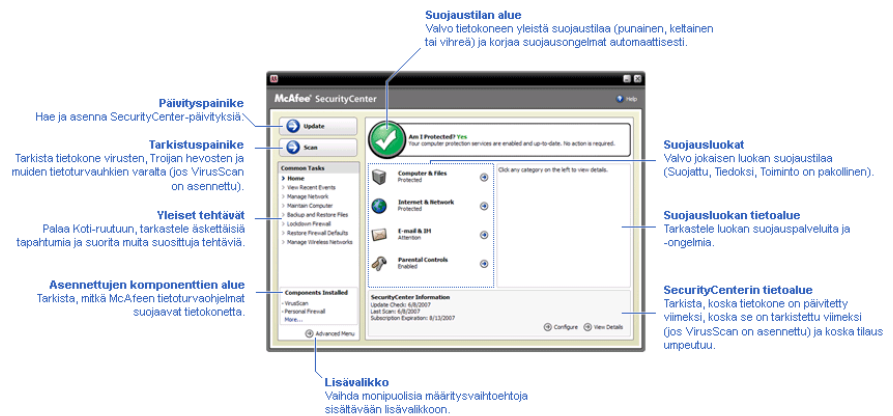 Suojaustilan alue
Valvo tietokoneen yleistä suojaustilaa (punainen, keltainen
tai vihreä) ja korjaa suojausongelmat automaattisesti.
Päivityspainike
Hae ja asenna SecurityCenter-päivityksiä.
Tarkistuspainike
Tarkista tietokone virusten, Troijan hevosten ja
muiden tietoturvauhkien varalta (jos VirusScan
on asennettu).
Yleiset tehtävät
Palaa Koti-ruutuun, tarkastele äskettäisiä
tapahtumia ja suorita muita suosittuja tehtäviä.
Asennettujen komponenttien alue
Tarkista, mitkä McAfeen tietoturvaohjelmat
suojaavat tietokonetta.
McAfee SecurityCenter
Help
Update
Scan
Common Tasks
Home
View Recent Events
Manage Network
Maintain Computer
Backup and Restore Files
Lockdown Firewall
Restore Firewall Defaults
Manage Wireless Networks
Components Installed
- VirusScan
- Personal Firewall
More...
Advanced Menu
Am I Protected? Yes
Your computer protection services are enabled and up-to-date. No action is required.
Computer & Files
Protected
Internet & Network
Protected
E-mail & IM
Attention
Parental Controls
Enabled
Click any category on the left to view details.
SecurityCenter Information
Update Check: 6/8/2007
Last Scan: 6/8/2007
Subscription Expiration: 8/13/2007
Configure
View Details
Suojausluokat
Valvo jokaisen luokan suojaustilaa
(Suojattu, Tiedoksi, Toiminto on pakollinen).
Suojausluokan tietoalue
Tarkastele luokan suojauspalveluita ja
-ongelmia.
SecurityCenterin tietoalue
Tarkista, koska tietokone on päivitetty
viimeksi, koska se on tarkistettu viimeksi
(jos VirusScan on asennettu) ja koska tilaus
umpeutuu.
Lisävalikko
Vaihda monipuolisia määritysvaihtoehtoja
sisältävään lisävalikkoon.